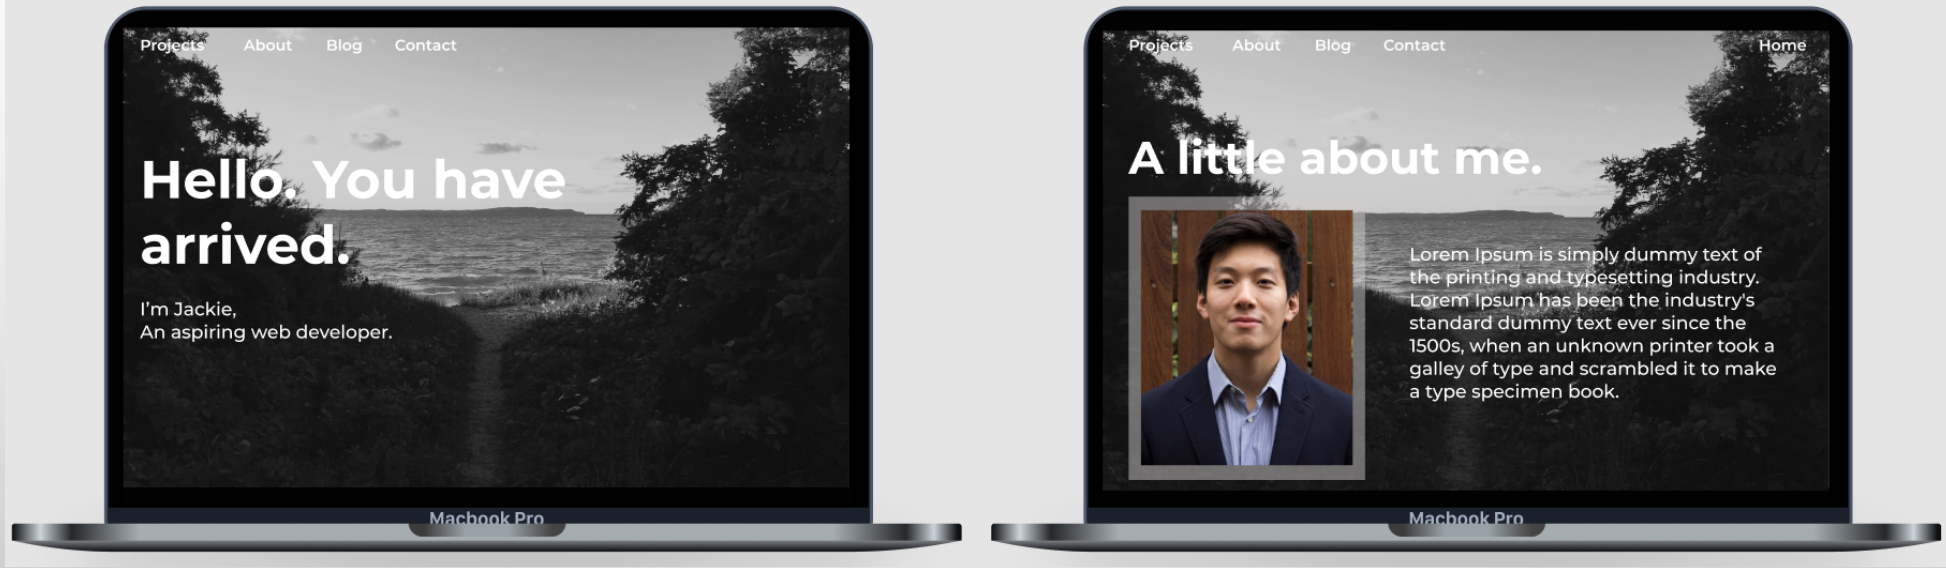 Projects About Blog Contact
Hello. You have
arrived.
I'm Jackie,
An aspiring web developer.
Macbook Pro
Projects About Blog Contact Home
A little about me.
Lorem Ipsum is simply dummy text of
the printing and typesetting industry.
Lorem Ipsum has been the industry's
standard dummy text ever since the
1500s, when an unknown printer took a
galley of type and scrambled it to make
a type specimen book.
Macbook Pro